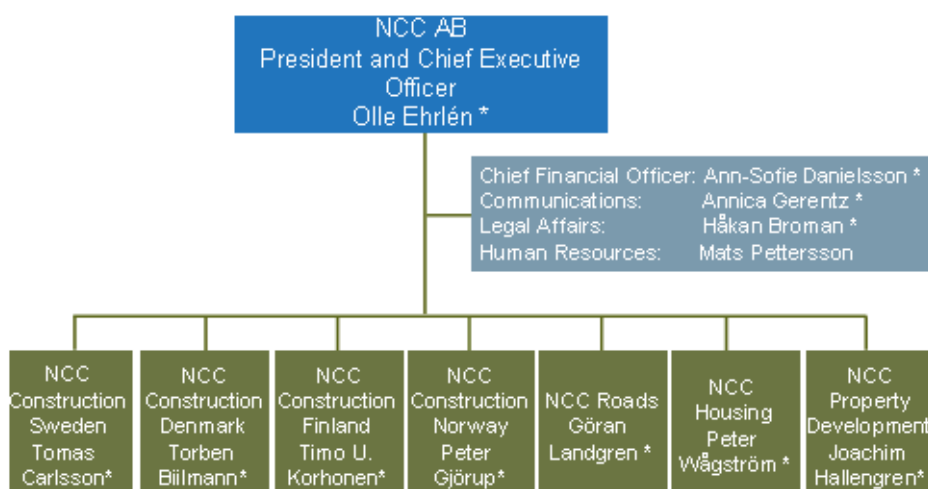 NCC AB
President and Chief Executive
Officer
Olle Ehrlén *
Chief Financial Officer: Ann-Sofie Danielsson *
Communications: Annica Gerentz *
Legal Affairs: Håkan Broman *
Human Resources: Mats Pettersson
NCC
Construction
Sweden
Tomas
Carlsson*
NCC
Construction
Denmark
Torben
Biilmann*
NCC
Construction
Finland
Timo U.
Korhonen*
NCC
Construction
Norway
Peter
Gjörup*
NCC Roads
Göran
Landgren *
NCC
Housing
Peter
Wågström *
NCC
Property
Development
Joachim
Hallengren*